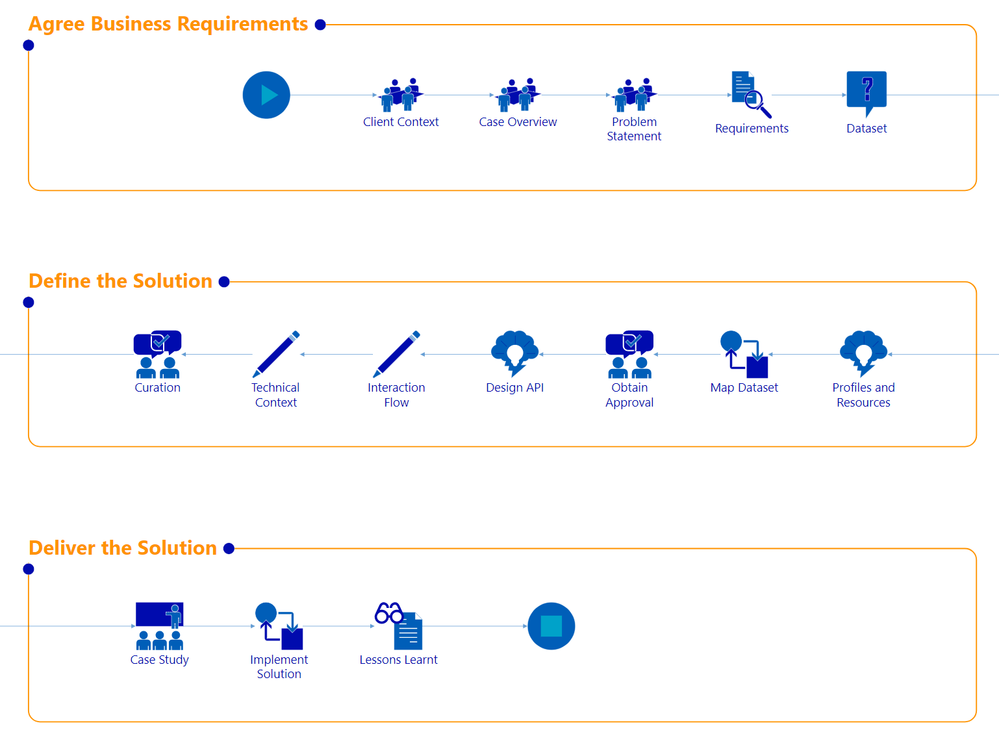 Agree Business Requirements
Client Context
Case Overview
Problem
Statement
Requirements
Dataset
?
Define the Solution
Curation
Technical
Context
Interaction
Flow
Design API
Obtain
Approval
Map Dataset
Profiles and
Resources
Deliver the Solution
Case Study
Implement
Solution
Lessons Learnt